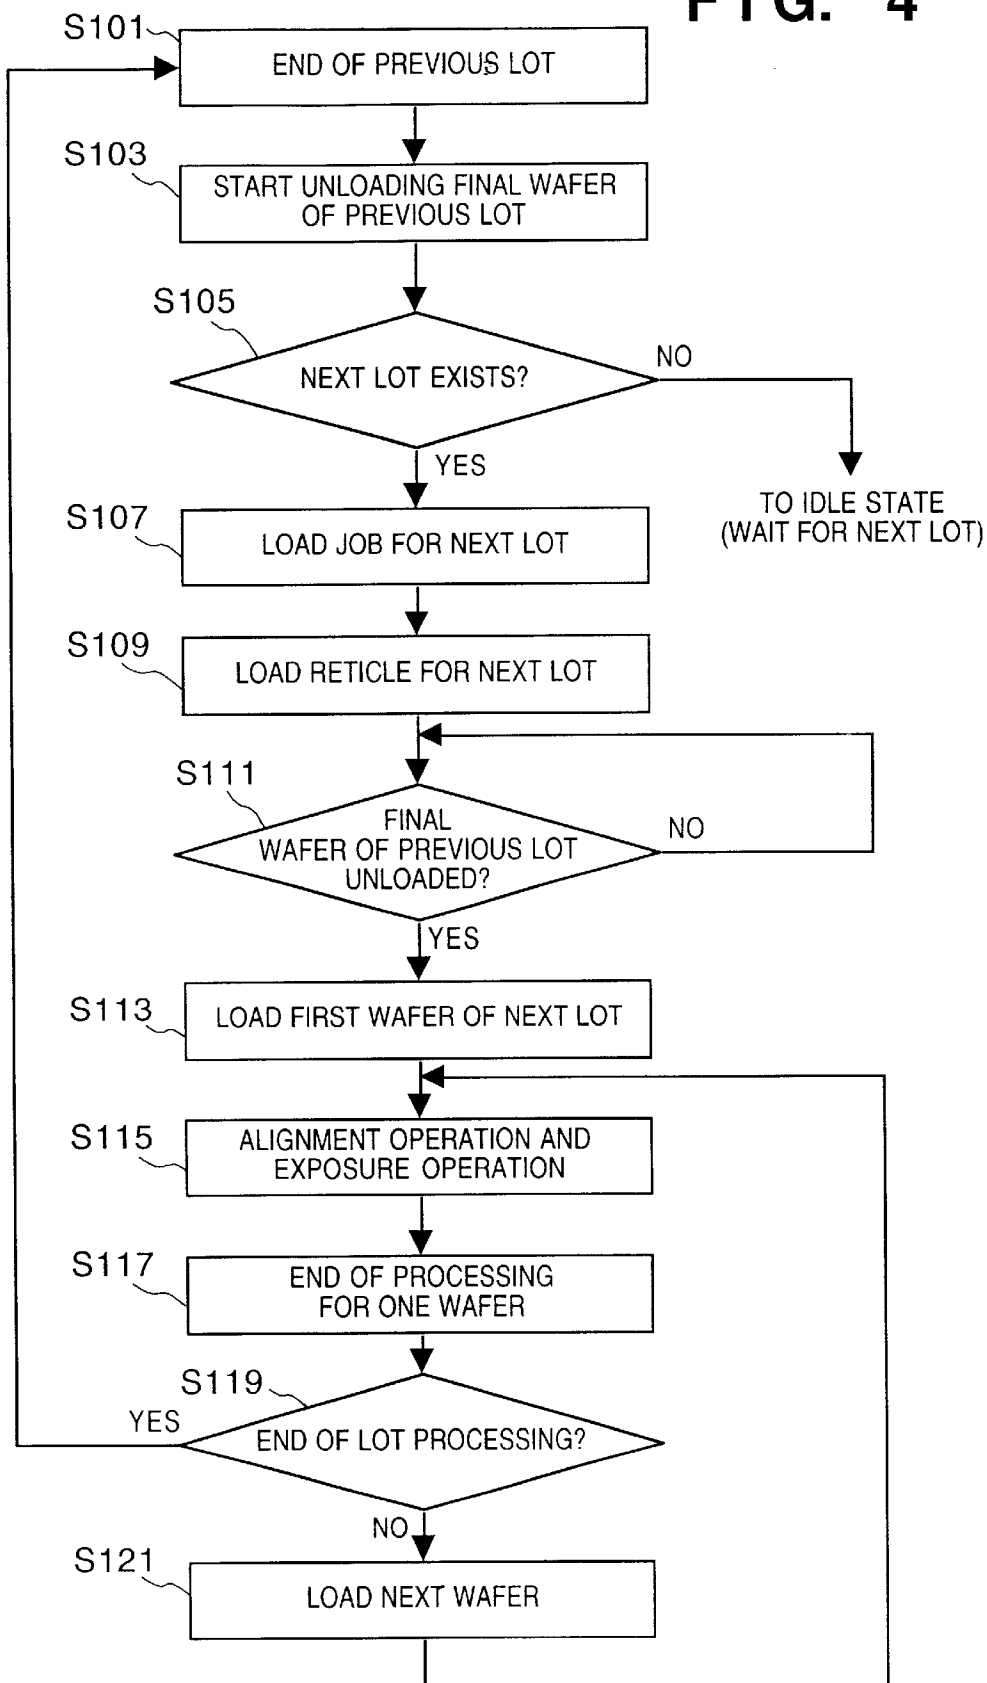 FIG. 4
S101
END OF PREVIOUS LOT
S103
START UNLOADING FINAL WAFER
OF PREVIOUS LOT
S105
NEXT LOT EXISTS?
NO
YES
TO IDLE STATE
(WAIT FOR NEXT LOT)
S107
LOAD JOB FOR NEXT LOT
S109
LOAD RETICLE FOR NEXT LOT
S111
FINAL
WAFER OF PREVIOUS LOT
UNLOADED?
NO
YES
S113
LOAD FIRST WAFER OF NEXT LOT
S115
ALIGNMENT OPERATION AND
EXPOSURE OPERATION
S117
END OF PROCESSING
FOR ONE WAFER
S119
YES
END OF LOT PROCESSING?
NO
S121
LOAD NEXT WAFER